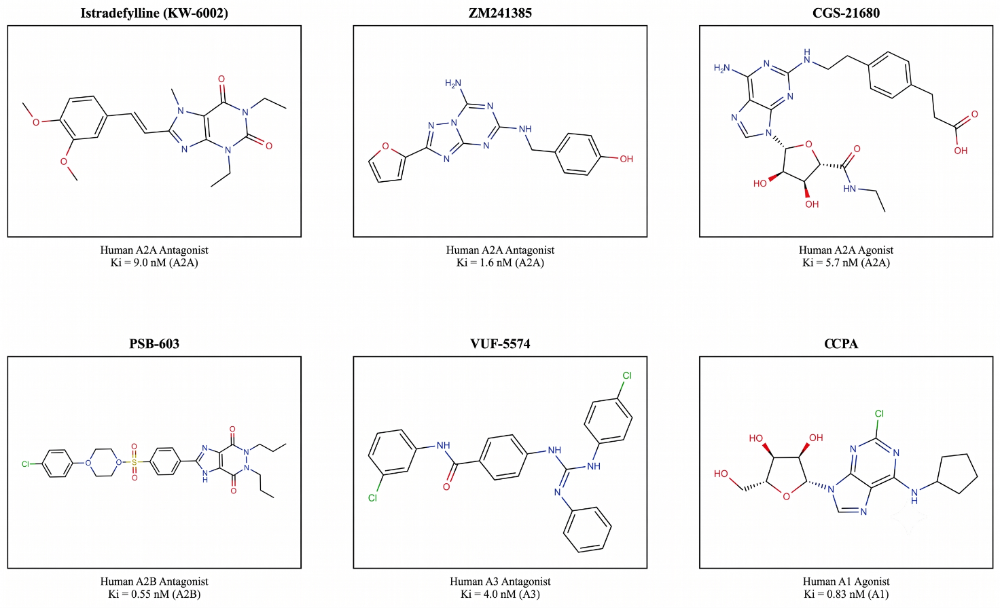 Istradefylline (KW-6002)
O
N
N
O
N
N
O
O
Human A2A Antagonist
Ki = 9.0 nM (A2A)
ZM241385
H₂N
N
N
N
NH
N
N
O
OH
Human A2A Antagonist
Ki = 1.6 nM (A2A)
CGS-21680
H₂N
N
H
N
N
N
N
O
OH
O
O
HO
HN
OH
Human A2A Agonist
Ki = 5.7 nM (A2A)
PSB-603
O
O
N
N
Cl
O
O
S
N
H
N
O
O
Human A2B Antagonist
Ki = 0.55 nM (A2B)
VUF-5574
Cl
NH
NH
NH
O
N
Cl
Human A3 Antagonist
Ki = 4.0 nM (A3)
CCPA
Cl
HO
OH
N
N
HO
N
O
N
H
N
Human A1 Agonist
Ki = 0.83 nM (A1)